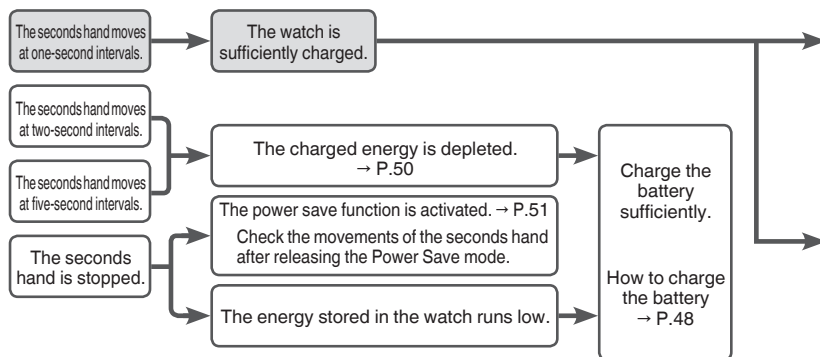 The seconds hand moves
at one-second intervals.
The watch is
sufficiently charged.
The seconds hand moves
at two-second intervals.
The seconds hand moves
at five-second intervals.
The charged energy is depleted.
→ P.50
The power save function is activated. → P.51
Check the movements of the seconds hand
after releasing the Power Save mode.
The seconds
hand is stopped.
The energy stored in the watch runs low.
Charge the
battery
sufficiently.
How to charge
the battery
→ P.48